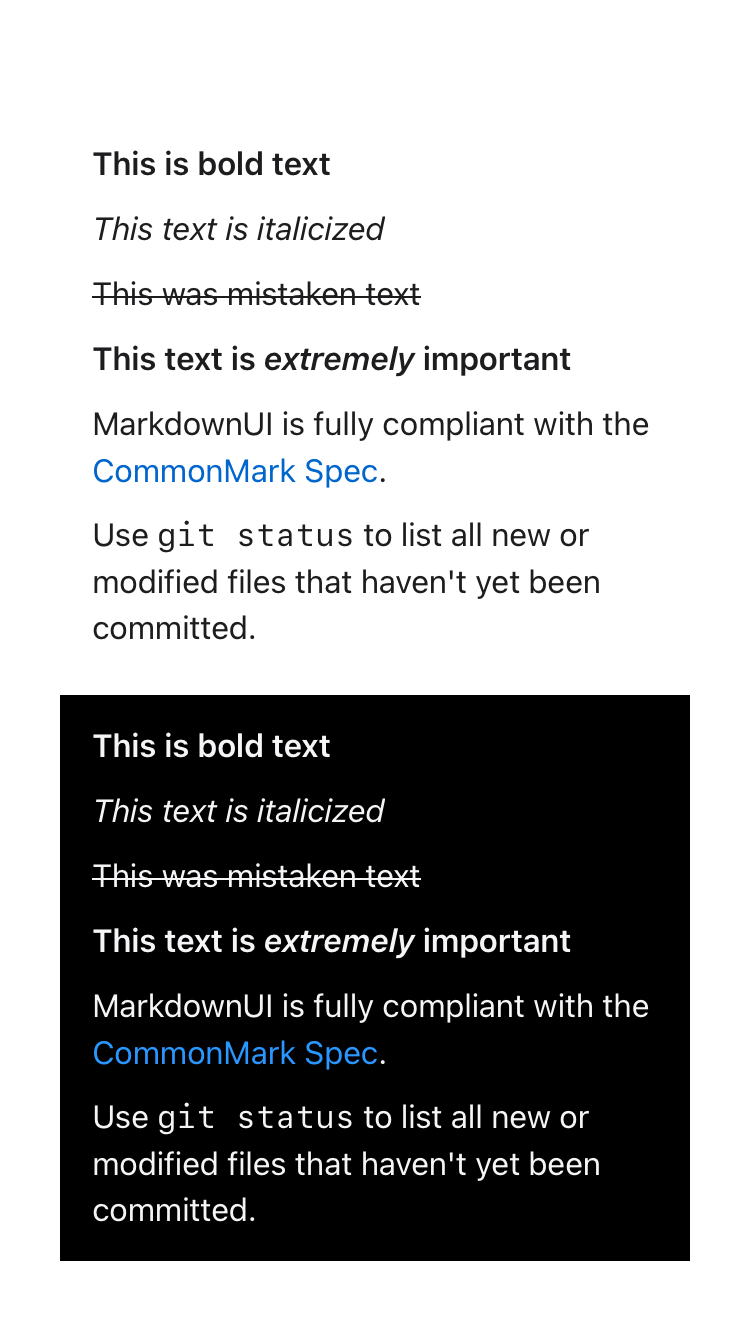 This is bold text
This text is italicized
This was mistaken text
This text is extremely important
MarkdownUI is fully compliant with the
CommonMark Spec.
Use git status to list all new or
modified files that haven't yet been
committed.
This is bold text
This text is italicized
This was mistaken text
This text is extremely important
MarkdownUI is fully compliant with the
CommonMark Spec.
Use git status to list all new or
modified files that haven't yet been
committed.